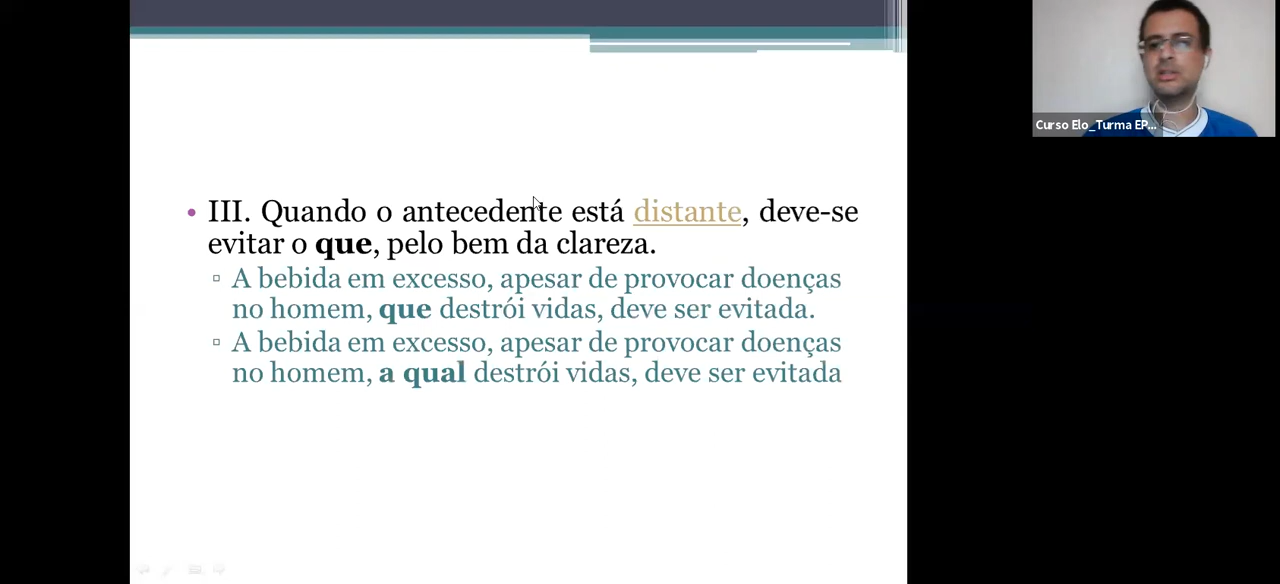 III. Quando o antecedente está distante, deve-se
evitar o que, pelo bem da clareza.
A bebida em excesso, apesar de provocar doenças
no homem, que destrói vidas, deve ser evitada.
A bebida em excesso, apesar de provocar doenças
no homem, a qual destrói vidas, deve ser evitada
Curso Elo_Turma EP...